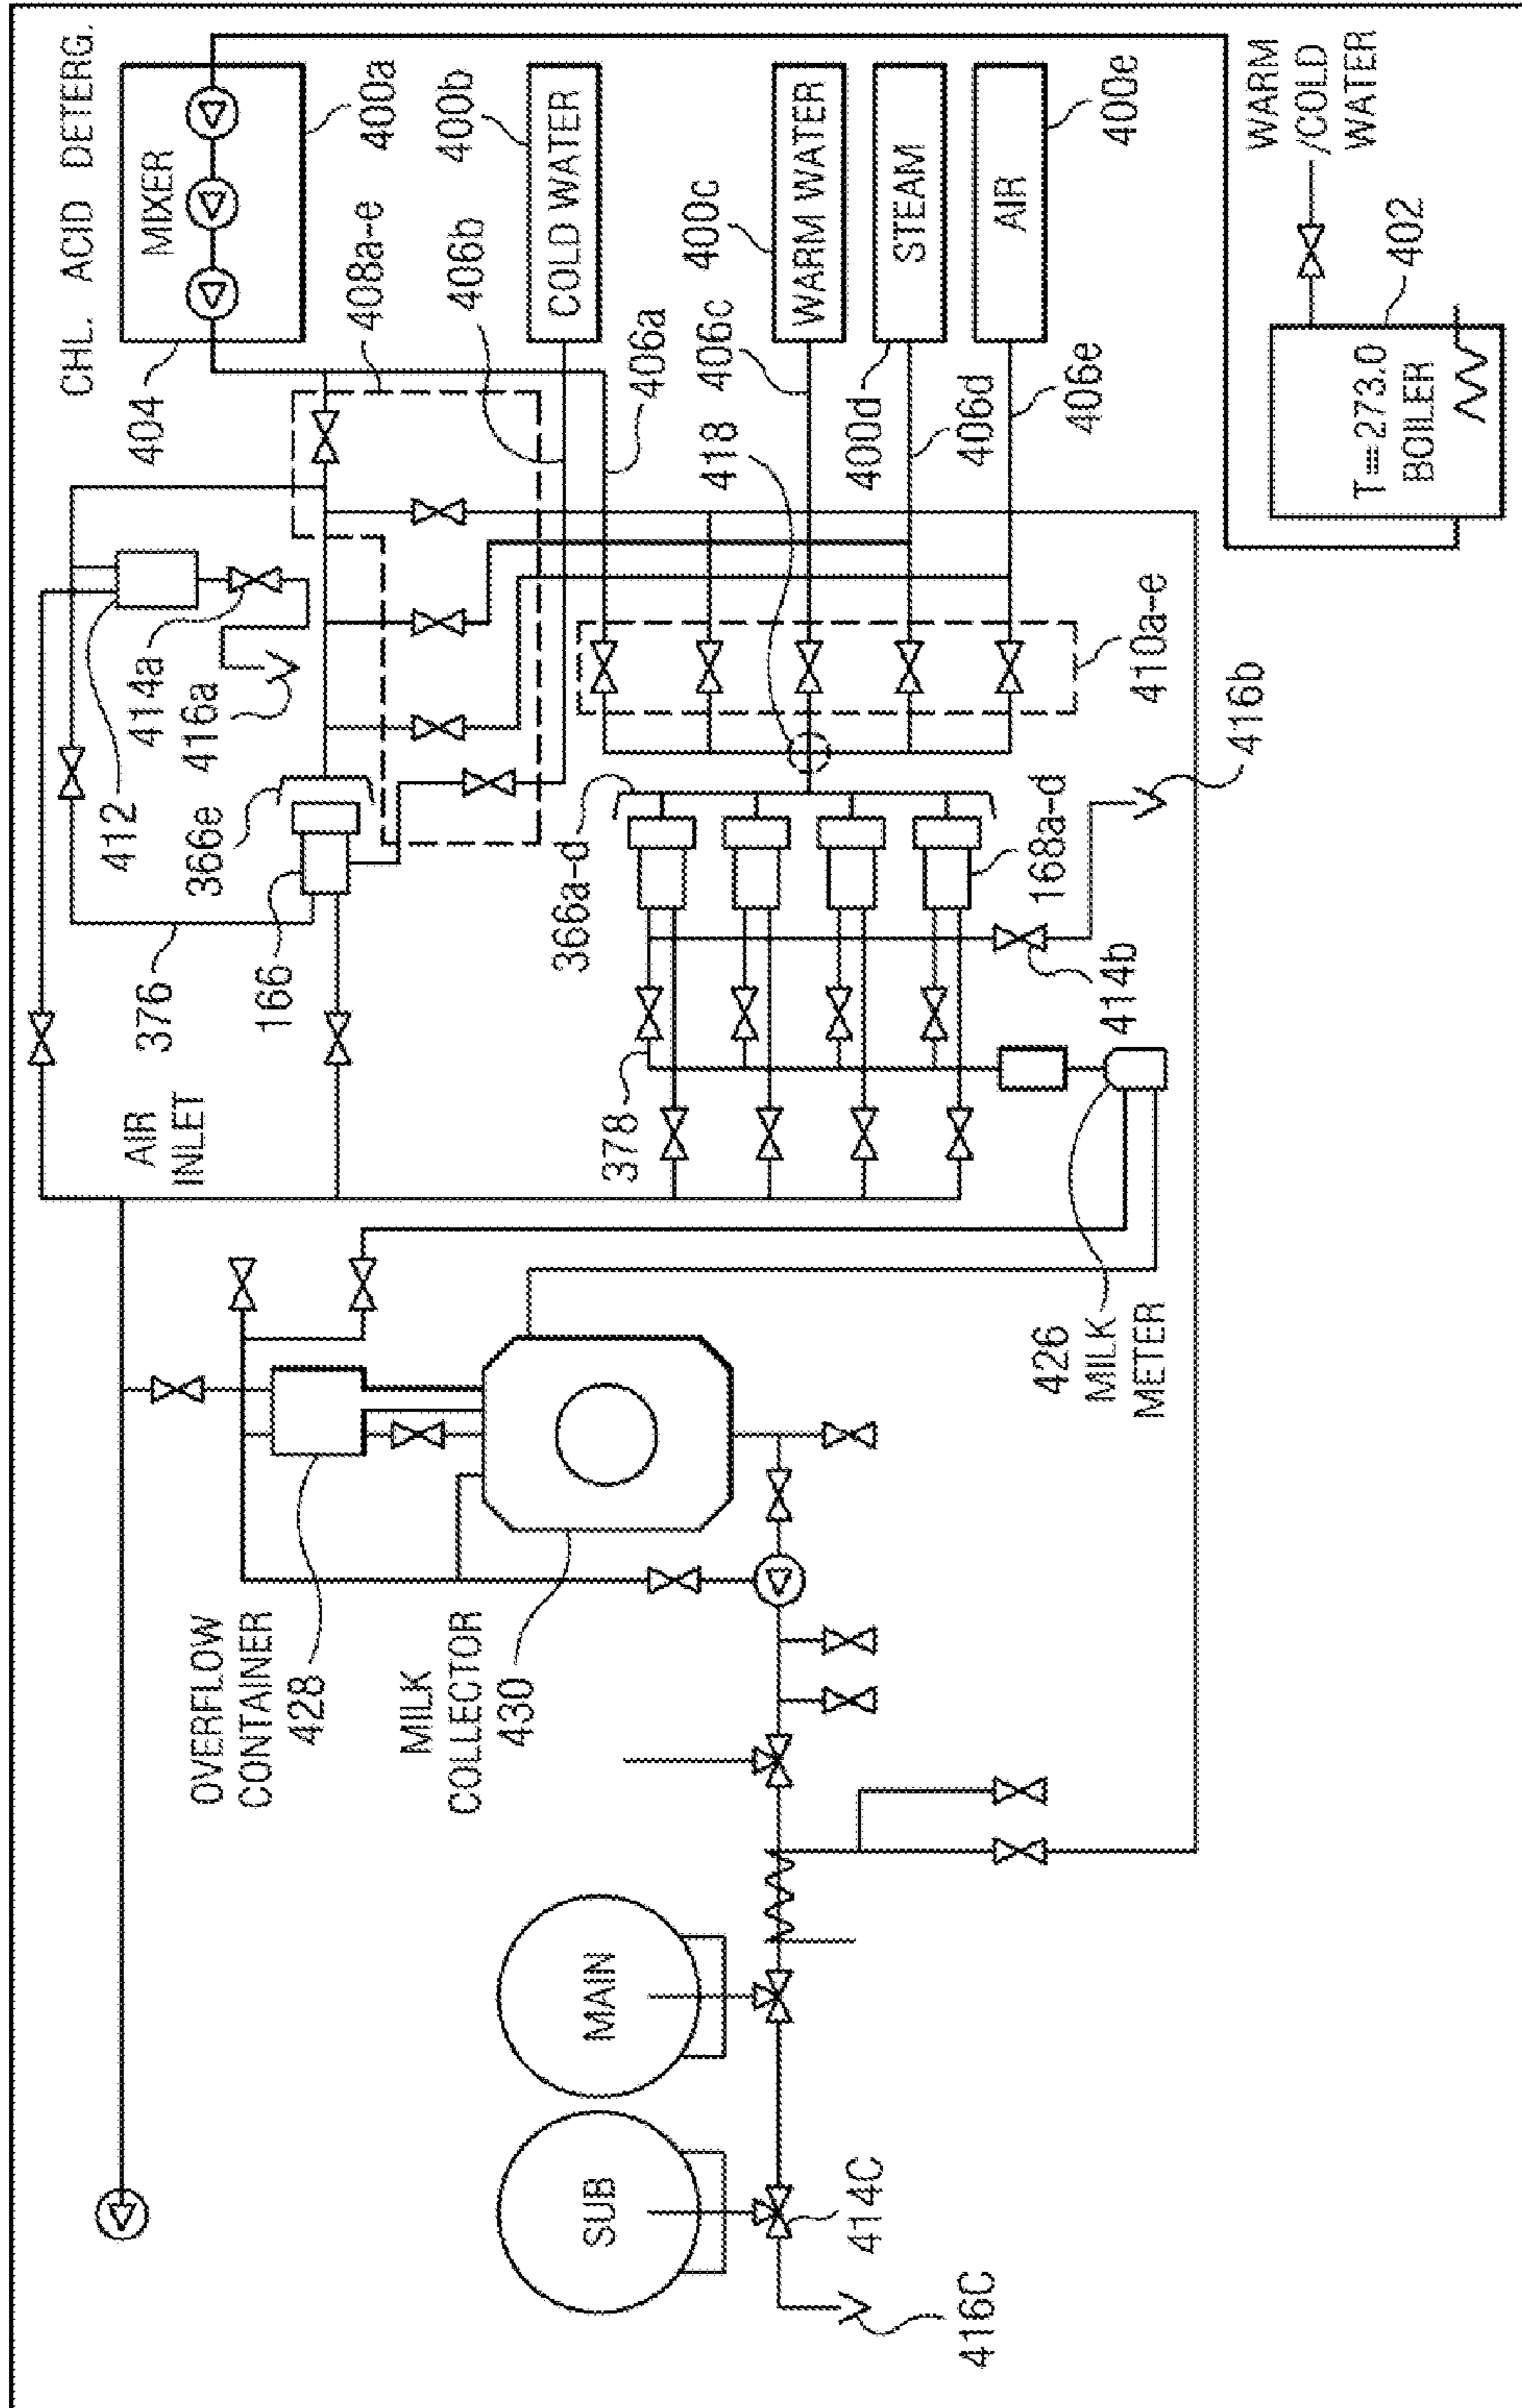 CHL. ACID DETERG.
404
MIXER
400a
408a-e
406b
COLD WATER
400b
412
414a
416a
366e
376
166
AIR
INLET
406a
418
406c
WARM WATER
400c
400d
STEAM
406d
AIR
400e
406e
410a-e
366a-d
168a-d
416b
414b
378
WARM
/COLD
WATER
T=273.0
BOILER
402
426
MILK
METER
OVERFLOW
CONTAINER
428
MILK
COLLECTOR
430
MAIN
SUB
414C
416C